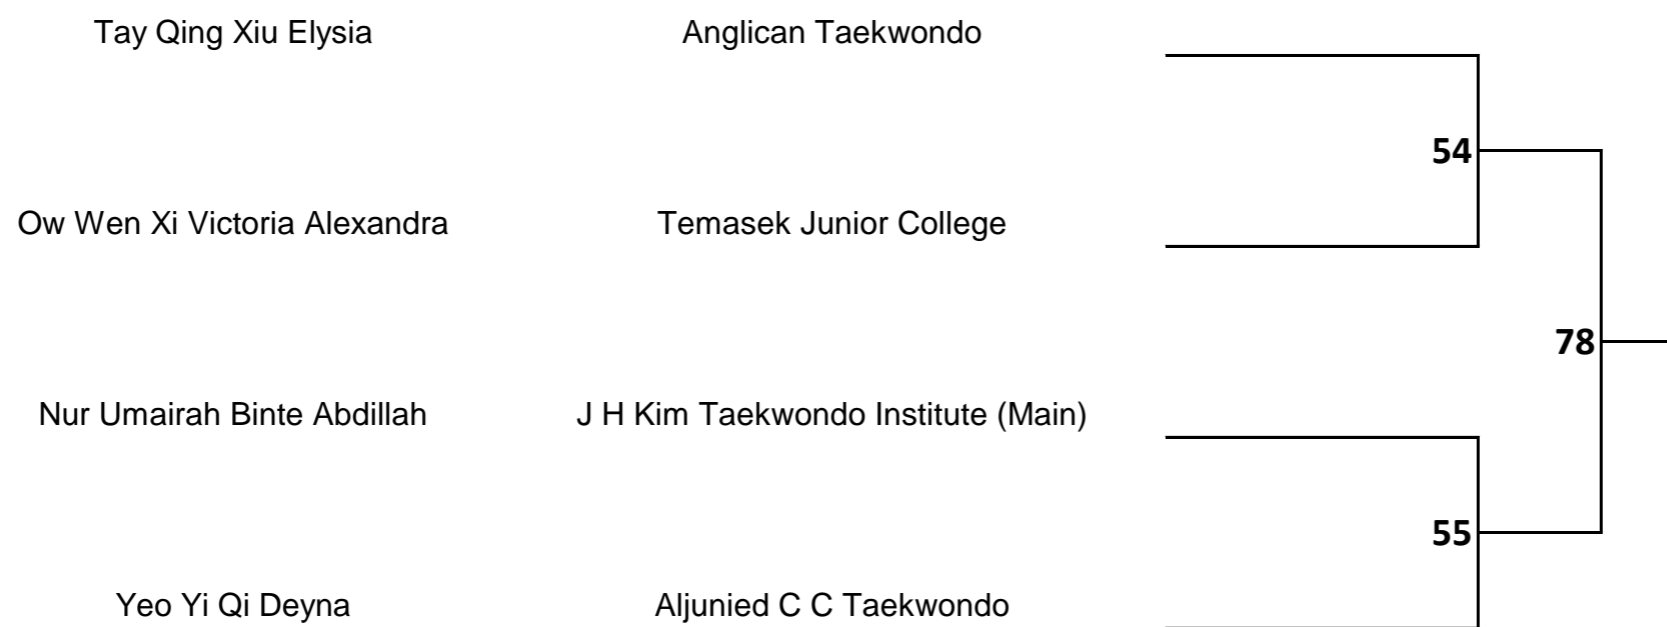 Tay Qing Xiu Elysia Anglican Taekwondo
54
Ow Wen Xi Victoria Alexandra Temasek Junior College
78
Nur Umairah Binte Abdillah J H Kim Taekwondo Institute (Main)
55
Yeo Yi Qi Deyna Aljunied C C Taekwondo